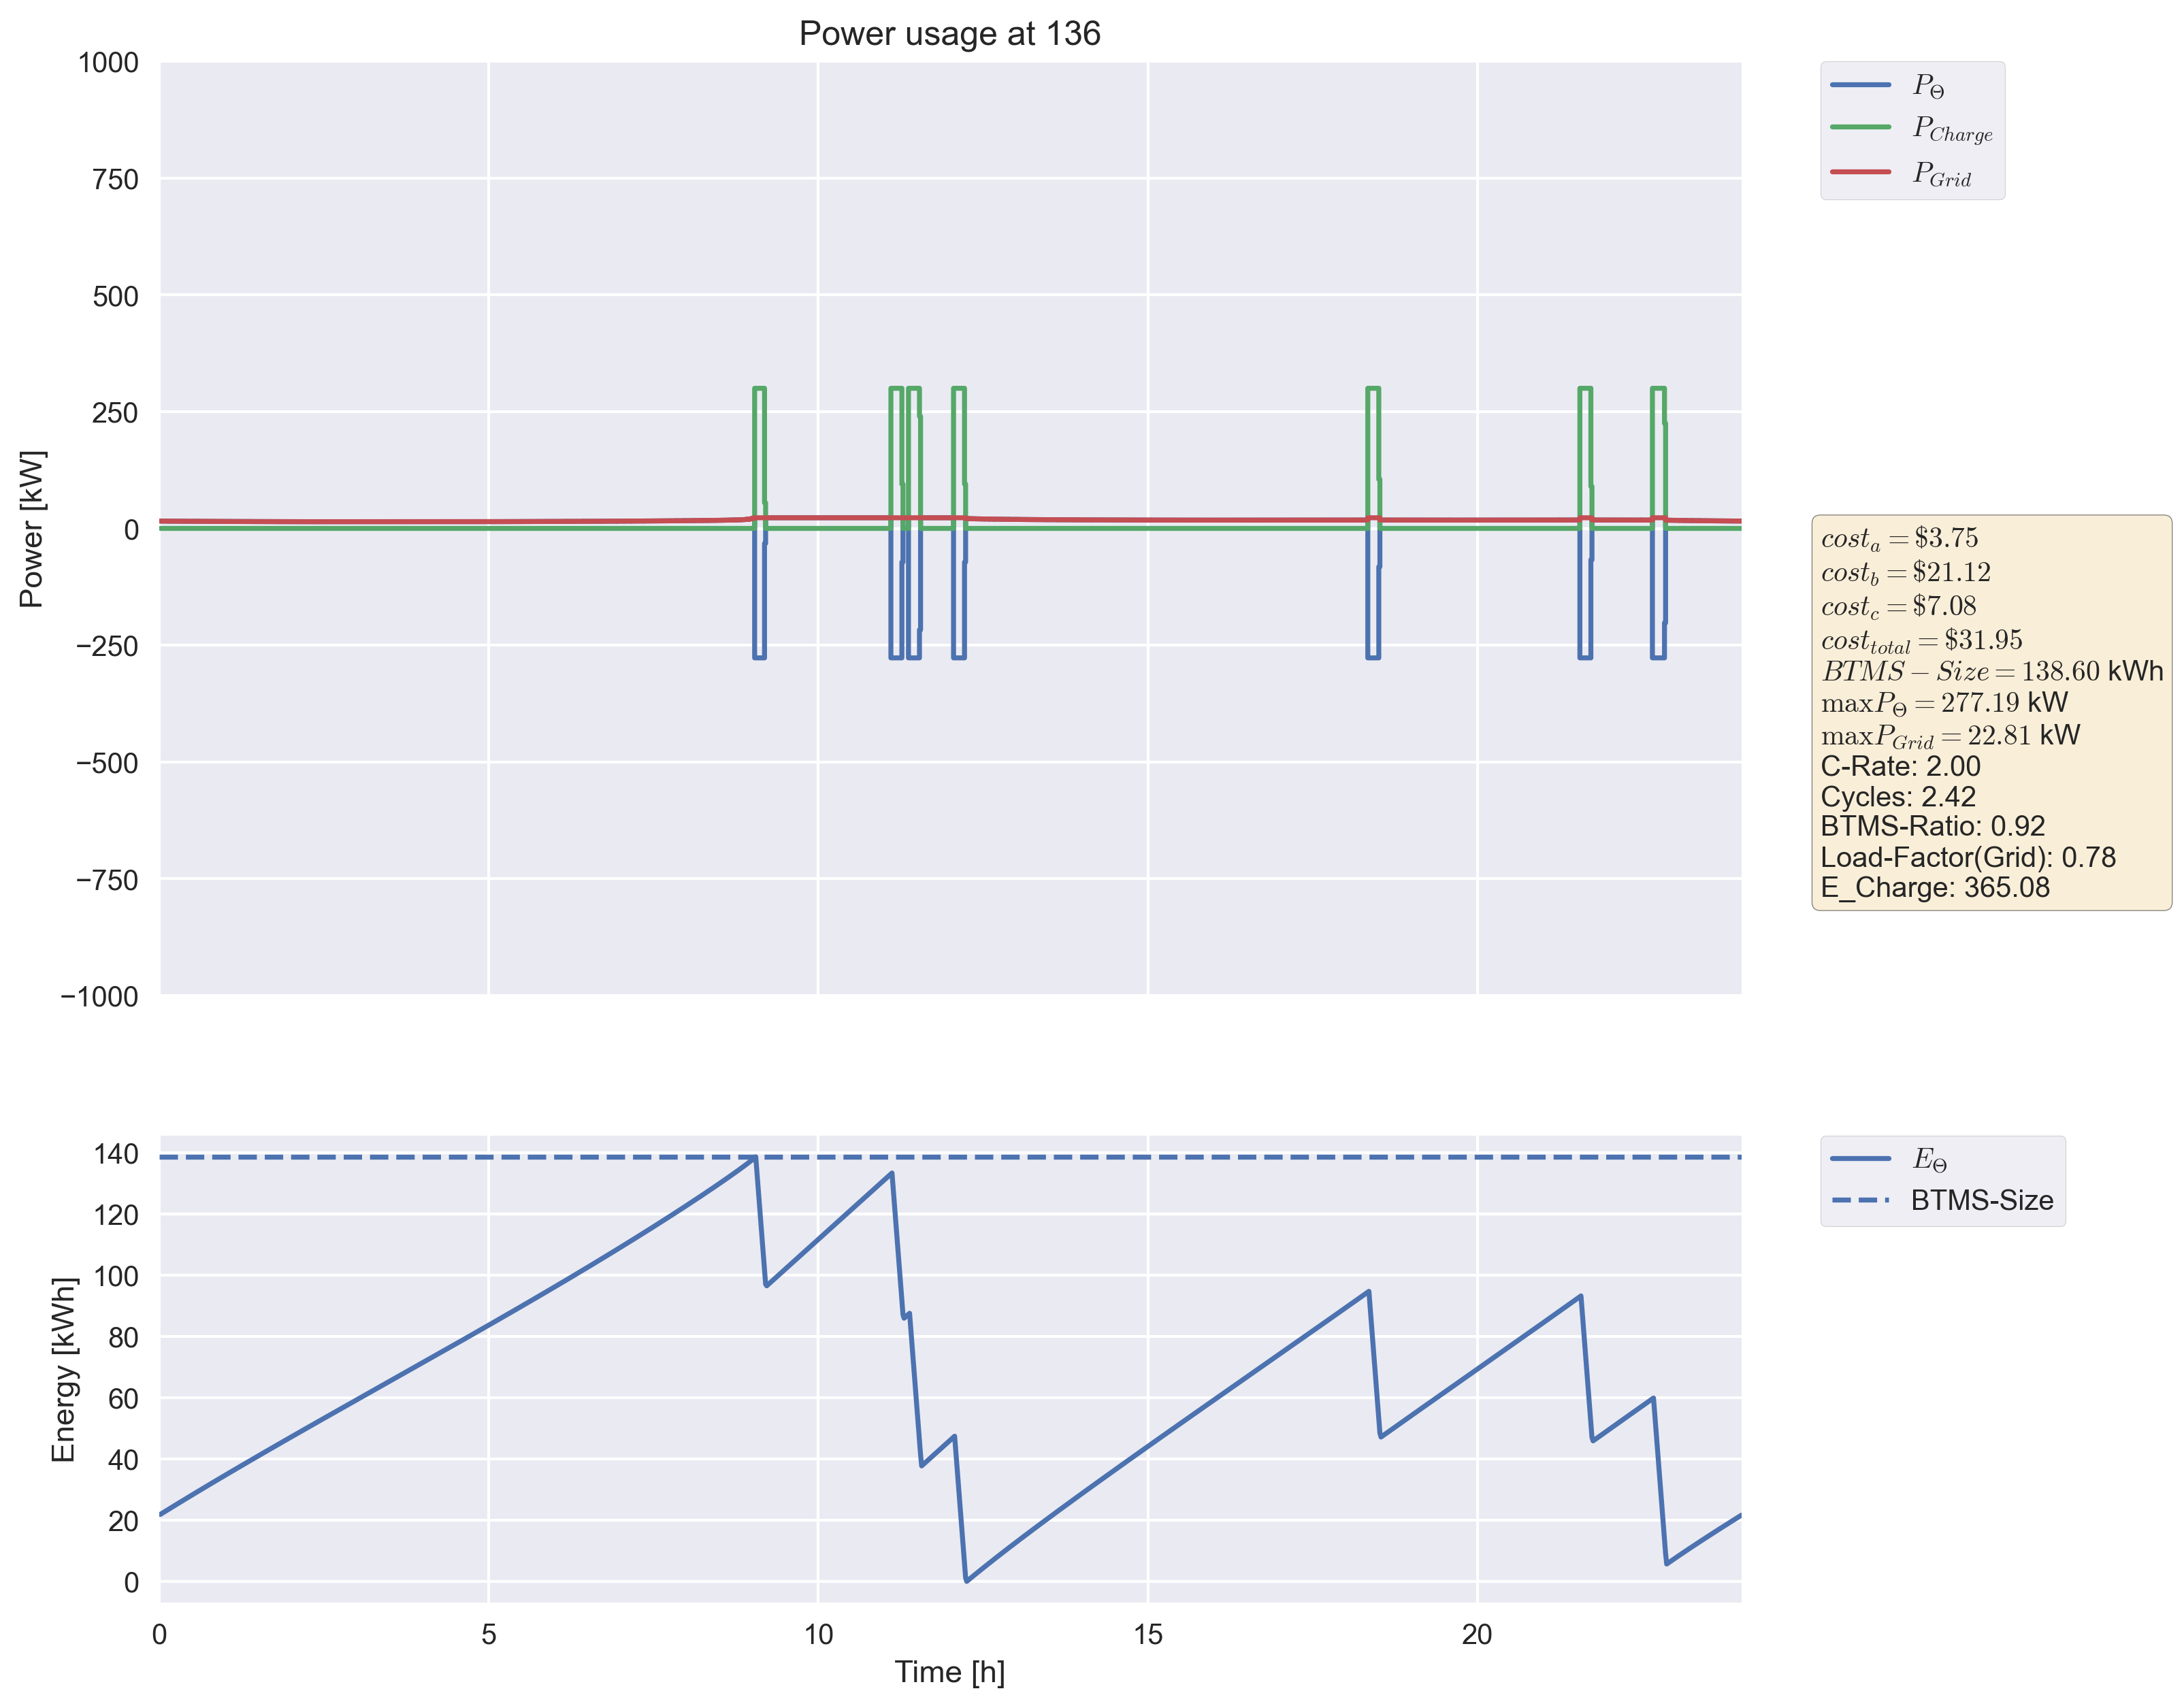 Power usage at 136
1000
750
500
250
0
−250
−500
−750
−1000
Power [kW]
P_Θ
P_Charge
P_Grid
cost_a = $3.75
cost_b = $21.12
cost_c = $7.08
cost_total = $31.95
BTMS − Size = 138.60 kWh
maxP_Θ = 277.19 kW
maxP_Grid = 22.81 kW
C-Rate: 2.00
Cycles: 2.42
BTMS-Ratio: 0.92
Load-Factor(Grid): 0.78
E_Charge: 365.08
140
120
100
80
60
40
20
0
Energy [kWh]
E_Θ
BTMS-Size
0 5 10 15 20
Time [h]